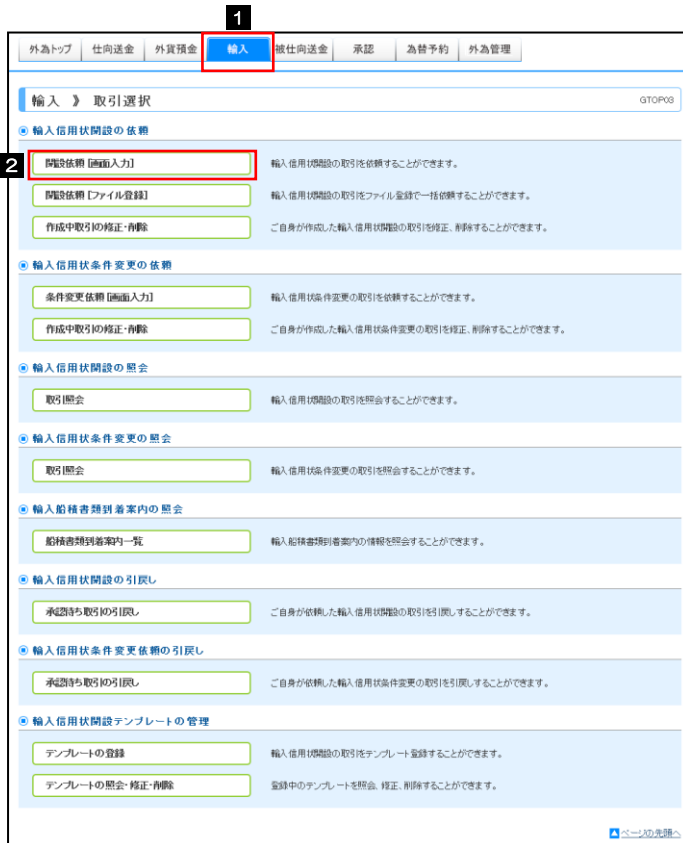 1
外為トップ 仕向送金 外貨預金 輸入 被仕向送金 承認 為替予約 外為管理
輸入 》 取引選択 GTOP03
輸入信用状開設の依頼
2
開設依頼[画面入力] 輸入信用状開設の取引を依頼することができます。
開設依頼[ファイル登録] 輸入信用状開設の取引をファイル登録で一括依頼することができます。
作成中取引の修正・削除 ご自身が作成した輸入信用状開設の取引を修正、削除することができます。
輸入信用状条件変更の依頼
条件変更依頼[画面入力] 輸入信用状条件変更の取引を依頼することができます。
作成中取引の修正・削除 ご自身が作成した輸入信用状条件変更の取引を修正、削除することができます。
輸入信用状開設の照会
取引照会 輸入信用状開設の取引を照会することができます。
輸入信用状条件変更の照会
取引照会 輸入信用状条件変更の取引を照会することができます。
輸入船積書類到着案内の照会
船積書類到着案内一覧 輸入船積書類到着案内の情報を照会することができます。
輸入信用状開設の引戻し
承認待ち取引の引戻し ご自身が依頼した輸入信用状開設の取引を引戻しすることができます。
輸入信用状条件変更依頼の引戻し
承認待ち取引の引戻し ご自身が依頼した輸入信用状条件変更の取引を引戻しすることができます。
輸入信用状開設テンプレートの管理
テンプレートの登録 輸入信用状開設の取引をテンプレート登録することができます。
テンプレートの照会・修正・削除 登録中のテンプレートを照会、修正、削除することができます。
ページの先頭へ